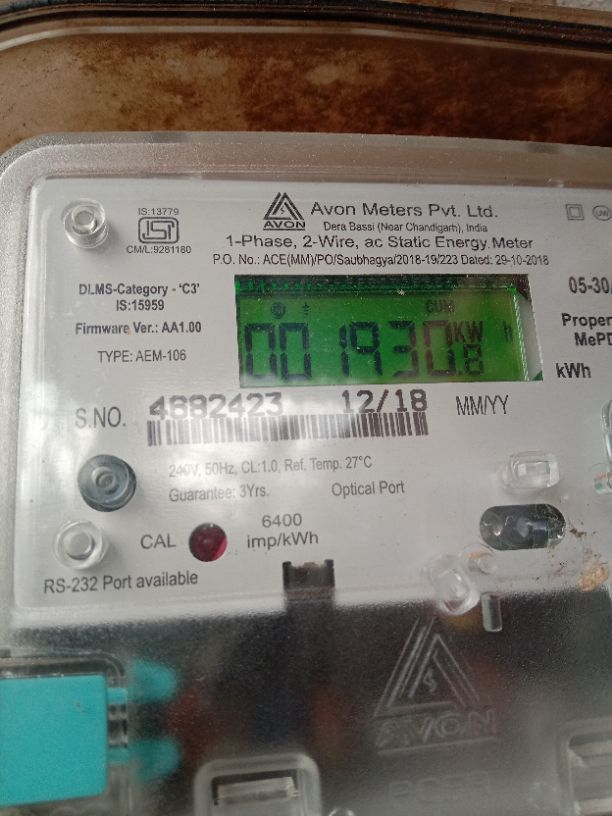 IS:13779
ISI
CM/L:9281180
AVON
Avon Meters Pvt. Ltd.
Dera Bassi (Near Chandigarh), India
1-Phase, 2-Wire, ac Static Energy Meter
P.O. No.: ACE(MM)/PO/Saubhagya/2018-19/223 Dated: 29-10-2018
DLMS-Category - 'C3'
IS:15959
Firmware Ver.: AA1.00
TYPE: AEM-106
CUM
001930.8 KW h
05-30
Proper
MePD
kWh
S.NO. 4682423 12/18 MM/YY
240V, 50Hz, CL:1.0, Ref. Temp. 27°C
Guarantee: 3Yrs. Optical Port
CAL 6400
imp/kWh
RS-232 Port available
AVON